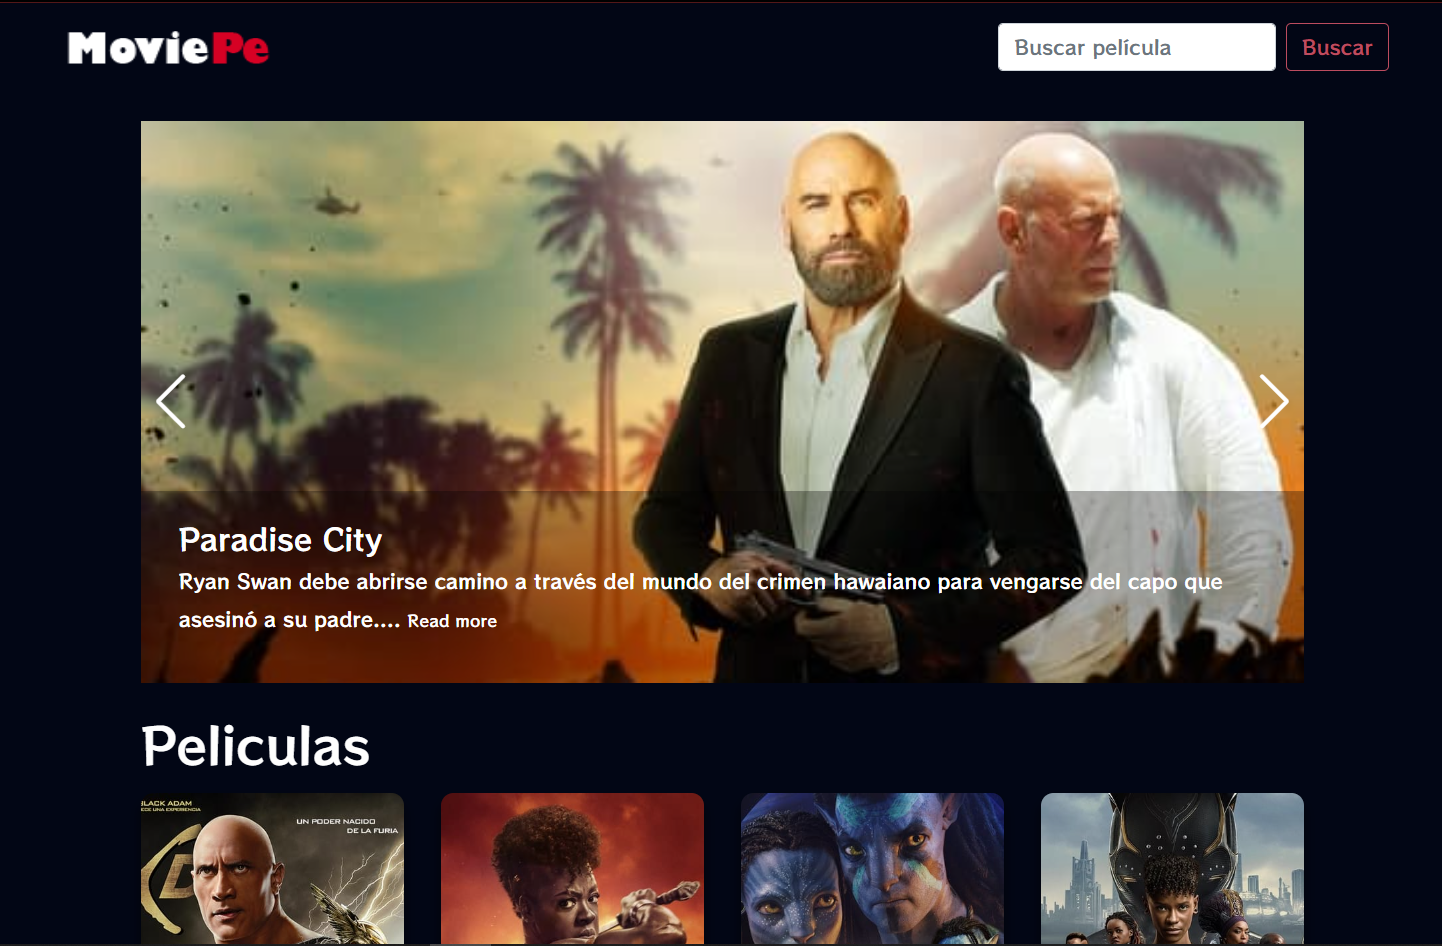 MoviePe
Buscar película
Buscar
Paradise City
Ryan Swan debe abrirse camino a través del mundo del crimen hawaiano para vengarse del capo que
asesinó a su padre.... Read more
Peliculas
BLACK ADAM
UN PODER NACIDO
DE LA FURIA